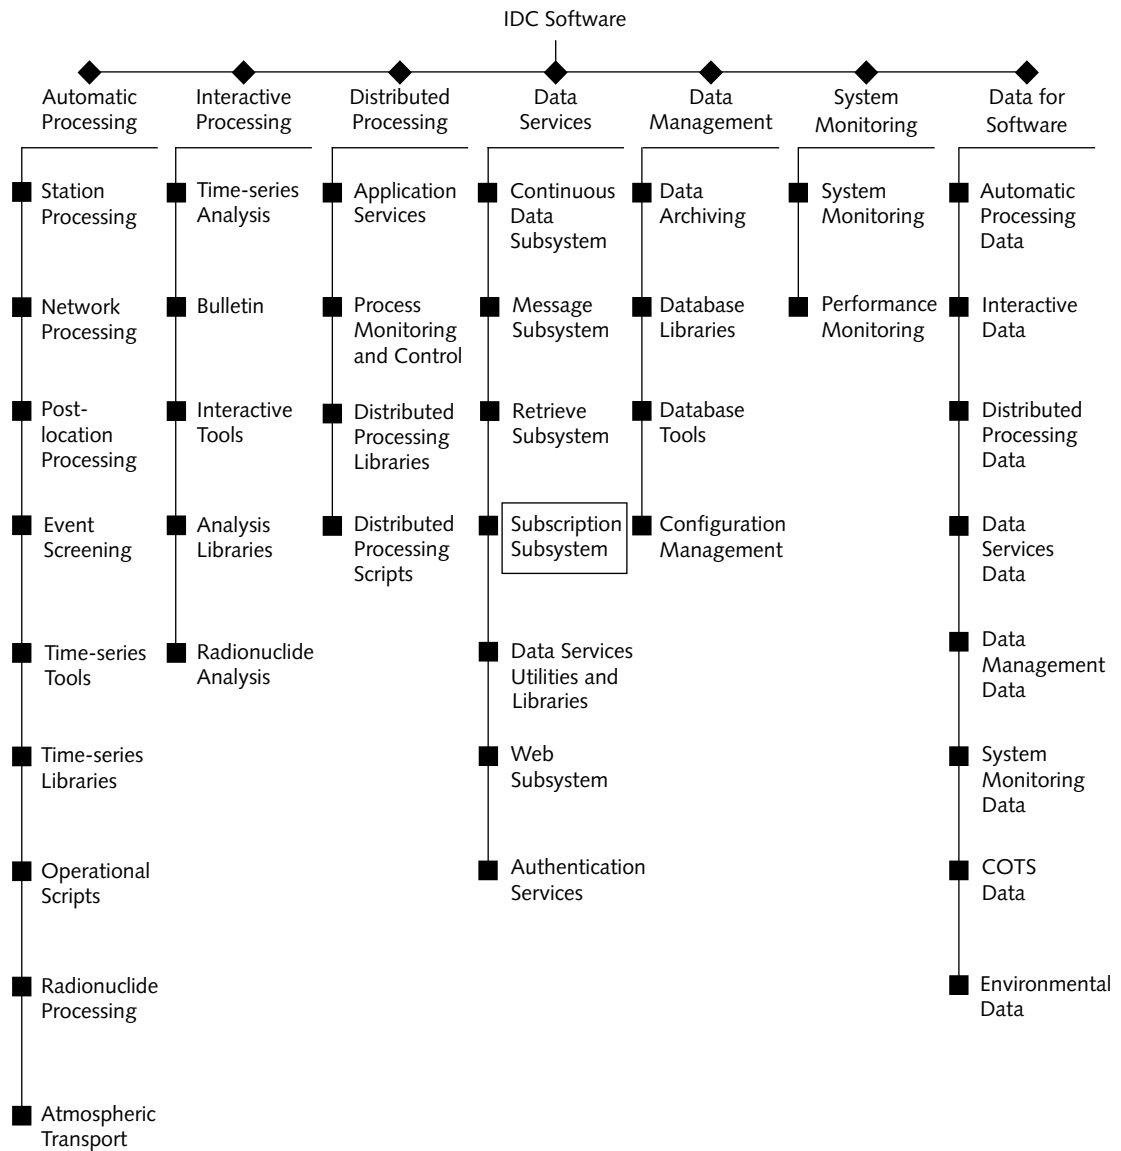 IDC Software
Automatic
Processing
Interactive
Processing
Distributed
Processing
Data
Services
Data
Management
System
Monitoring
Data for
Software
Station
Processing
Network
Processing
Post-
location
Processing
Event
Screening
Time-series
Tools
Time-series
Libraries
Operational
Scripts
Radionuclide
Processing
Atmospheric
Transport
Time-series
Analysis
Bulletin
Interactive
Tools
Analysis
Libraries
Radionuclide
Analysis
Application
Services
Process
Monitoring
and Control
Distributed
Processing
Libraries
Distributed
Processing
Scripts
Continuous
Data
Subsystem
Message
Subsystem
Retrieve
Subsystem
Subscription
Subsystem
Data Services
Utilities and
Libraries
Web
Subsystem
Authentication
Services
Data
Archiving
Database
Libraries
Database
Tools
Configuration
Management
System
Monitoring
Performance
Monitoring
Automatic
Processing
Data
Interactive
Data
Distributed
Processing
Data
Data
Services
Data
Data
Management
Data
System
Monitoring
Data
COTS
Data
Environmental
Data